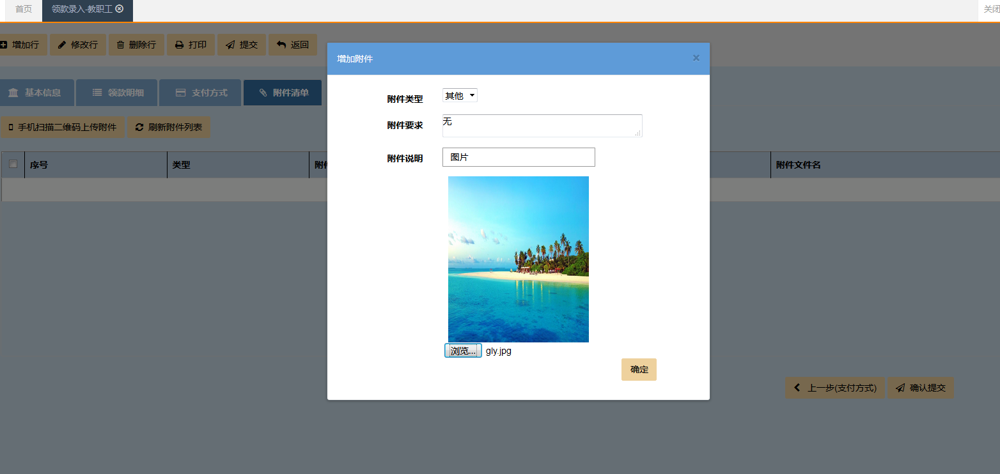 首页 领款录入-教职工 关闭
增加行 修改行 删除行 打印 提交 返回
增加附件 ×
基本信息 领款明细 支付方式 附件清单
附件类型 其他
手机扫描二维码上传附件 刷新附件列表
附件要求 无
附件说明 图片
序号 类型 附件 附件文件名
浏览... gly.jpg
确定
上一步(支付方式) 确认提交